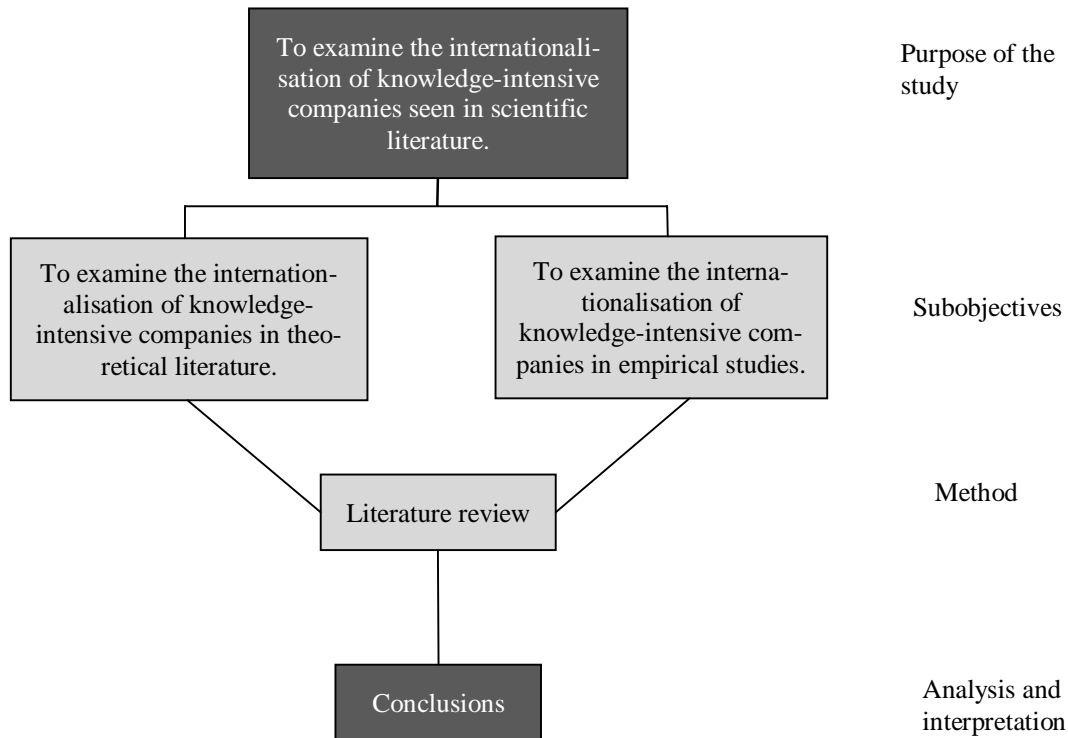 To examine the internationali-
sation of knowledge-intensive
companies seen in scientific
literature.
Purpose of the
study
To examine the internation-
alisation of knowledge-
intensive companies in theo-
retical literature.
To examine the interna-
tionalisation of
knowledge-intensive com-
panies in empirical studies.
Subobjectives
Literature review
Method
Conclusions
Analysis and
interpretation